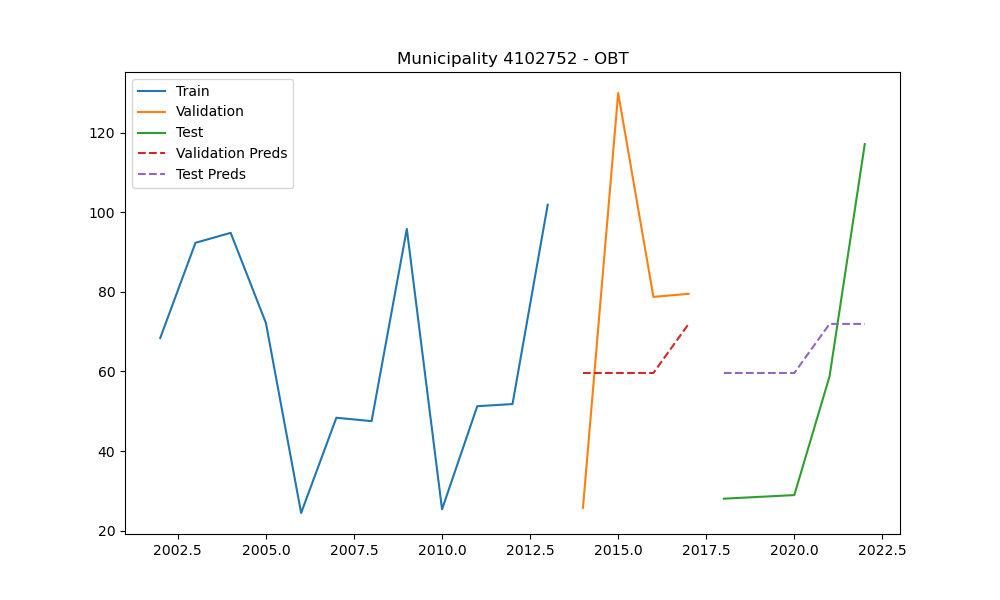 Municipality 4102752 - OBT
Train
Validation
Test
Validation Preds
Test Preds
120
100
80
60
40
20
2002.5 2005.0 2007.5 2010.0 2012.5 2015.0 2017.5 2020.0 2022.5